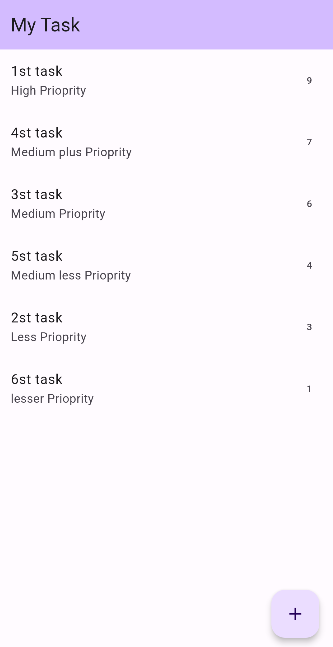 My Task
1st task
High Prioprity
9
4st task
Medium plus Prioprity
7
3st task
Medium Prioprity
6
5st task
Medium less Prioprity
4
2st task
Less Prioprity
3
6st task
lesser Prioprity
1
+